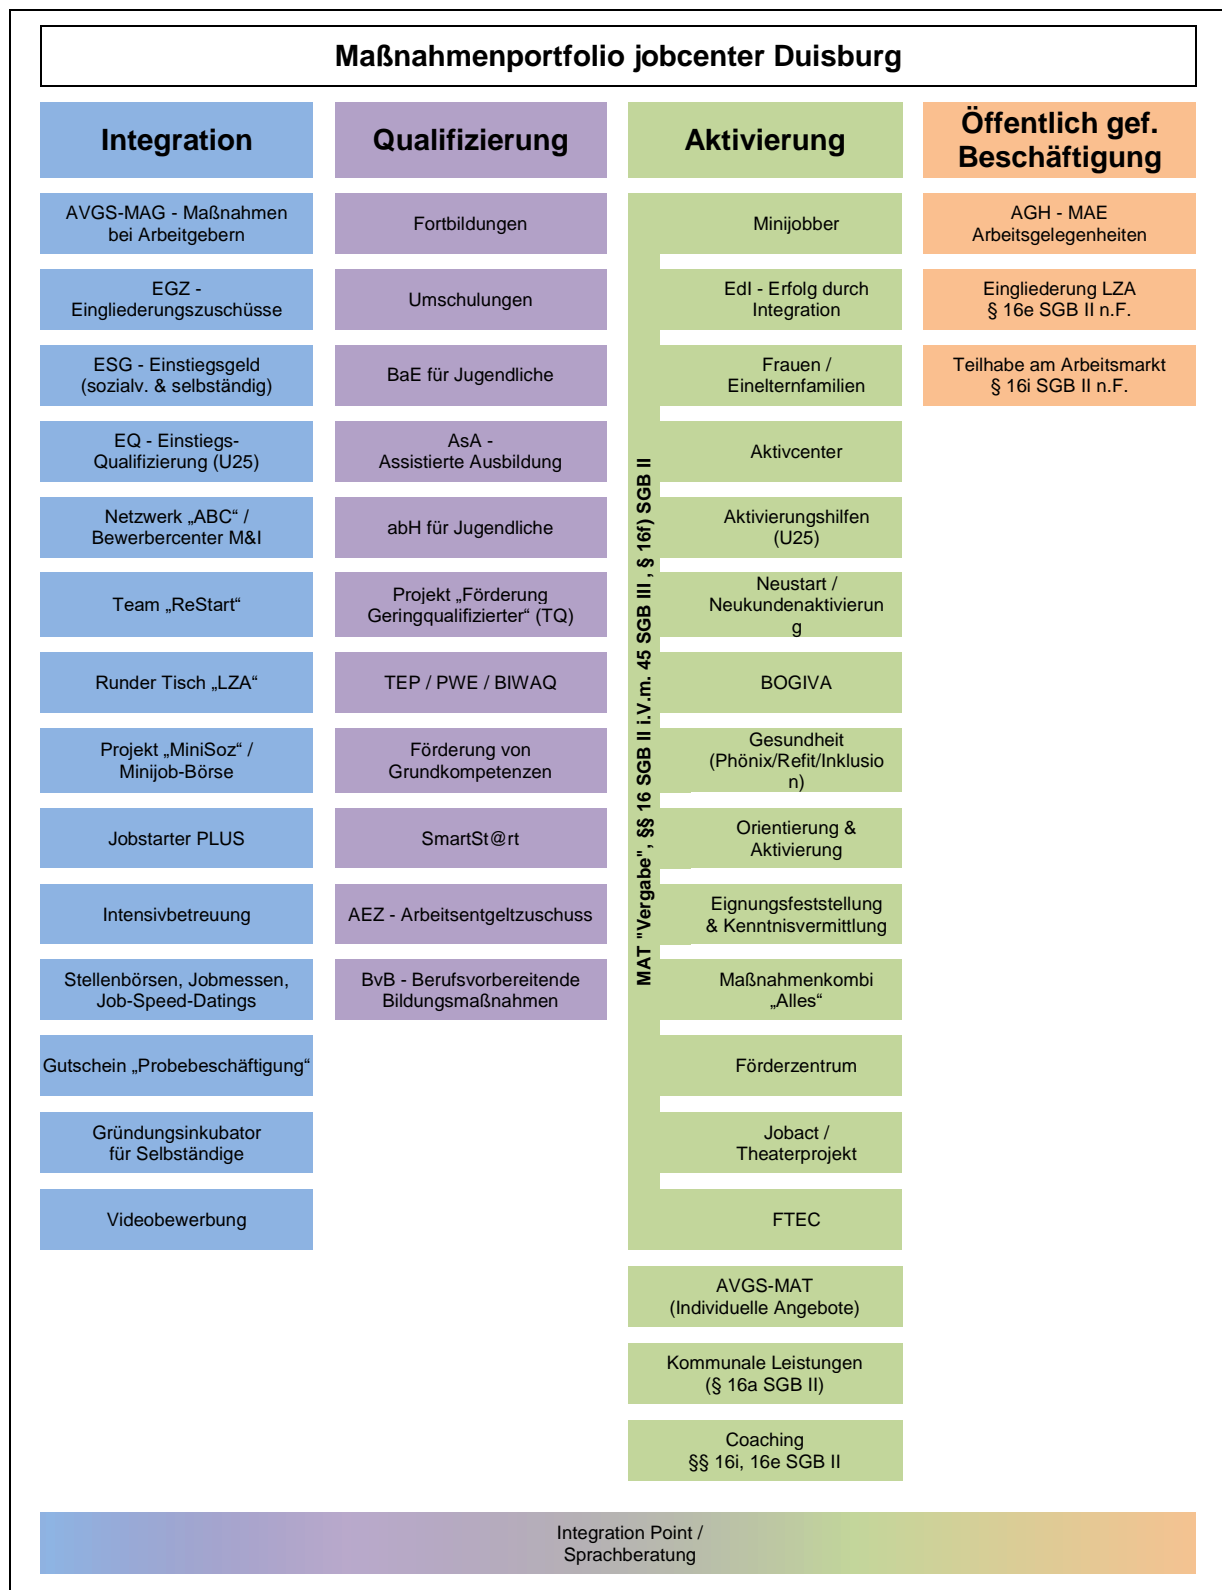 Maßnahmenportfolio jobcenter Duisburg
Integration
AVGS-MAG - Maßnahmen
bei Arbeitgebern
EGZ -
Eingliederungszuschüsse
ESG - Einstiegsgeld
(sozialv. & selbständig)
EQ - Einstiegs-
Qualifizierung (U25)
Netzwerk „ABC“ /
Bewerbercenter M&I
Team „ReStart“
Runder Tisch „LZA“
Projekt „MiniSoz“ /
Minijob-Börse
Jobstarter PLUS
Intensivbetreuung
Stellenbörsen, Jobmessen,
Job-Speed-Datings
Gutschein „Probebeschäftigung“
Gründungsinkubator
für Selbständige
Videobewerbung
Qualifizierung
Fortbildungen
Umschulungen
BaE für Jugendliche
AsA -
Assistierte Ausbildung
abH für Jugendliche
Projekt „Förderung
Geringqualifizierter“ (TQ)
TEP / PWE / BIWAQ
Förderung von
Grundkompetenzen
SmartSt@rt
AEZ - Arbeitsentgeltzuschuss
BvB - Berufsvorbereitende
Bildungsmaßnahmen
Aktivierung
MAT "Vergabe", §§ 16 SGB II i.V.m. 45 SGB III , § 16f) SGB II
Minijobber
EdI - Erfolg durch
Integration
Frauen /
Einelternfamilien
Aktivcenter
Aktivierungshilfen
(U25)
Neustart /
Neukundenaktivierun
g
BOGIVA
Gesundheit
(Phönix/Refit/Inklusio
n)
Orientierung &
Aktivierung
Eignungsfeststellung
& Kenntnisvermittlung
Maßnahmenkombi
„Alles“
Förderzentrum
Jobact /
Theaterprojekt
FTEC
AVGS-MAT
(Individuelle Angebote)
Kommunale Leistungen
(§ 16a SGB II)
Coaching
§§ 16i, 16e SGB II
Öffentlich gef.
Beschäftigung
AGH - MAE
Arbeitsgelegenheiten
Eingliederung LZA
§ 16e SGB II n.F.
Teilhabe am Arbeitsmarkt
§ 16i SGB II n.F.
Integration Point /
Sprachberatung